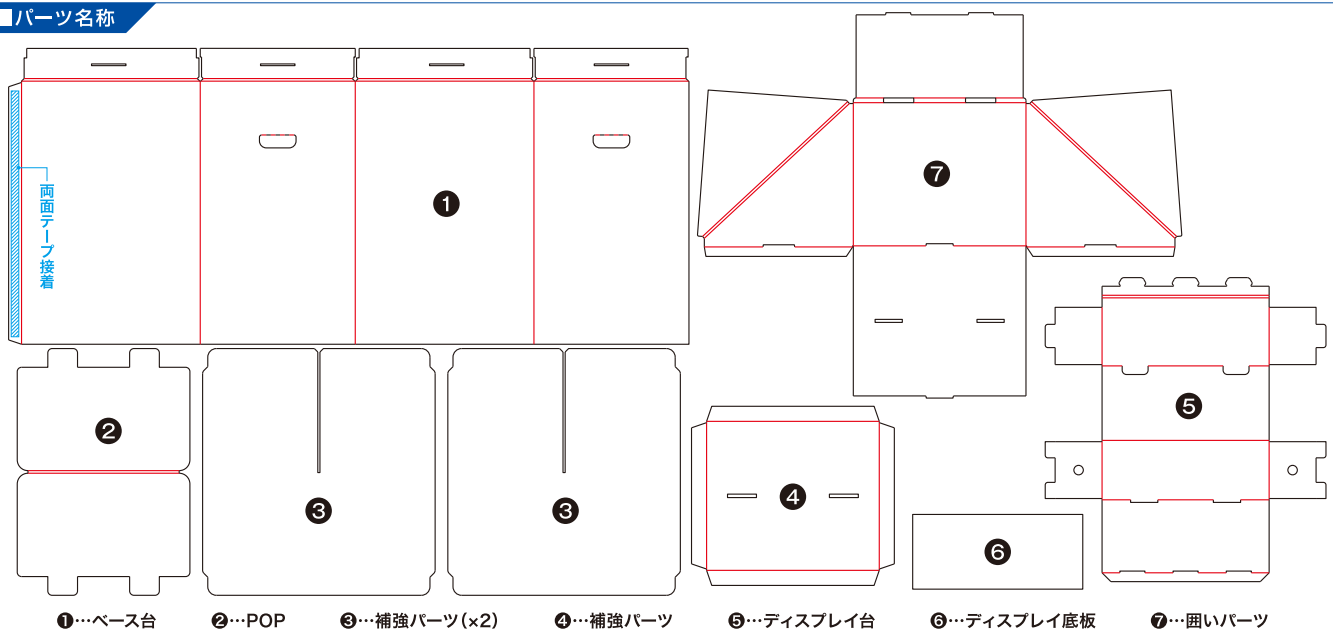 ■パーツ名称
両面テープ接着
❶
❼
❺
❷
❸
❸
❹
❻
❶…ベース台 ❷…POP ❸…補強パーツ(×2) ❹…補強パーツ ❺…ディスプレイ台 ❻…ディスプレイ底板 ❼…囲いパーツ